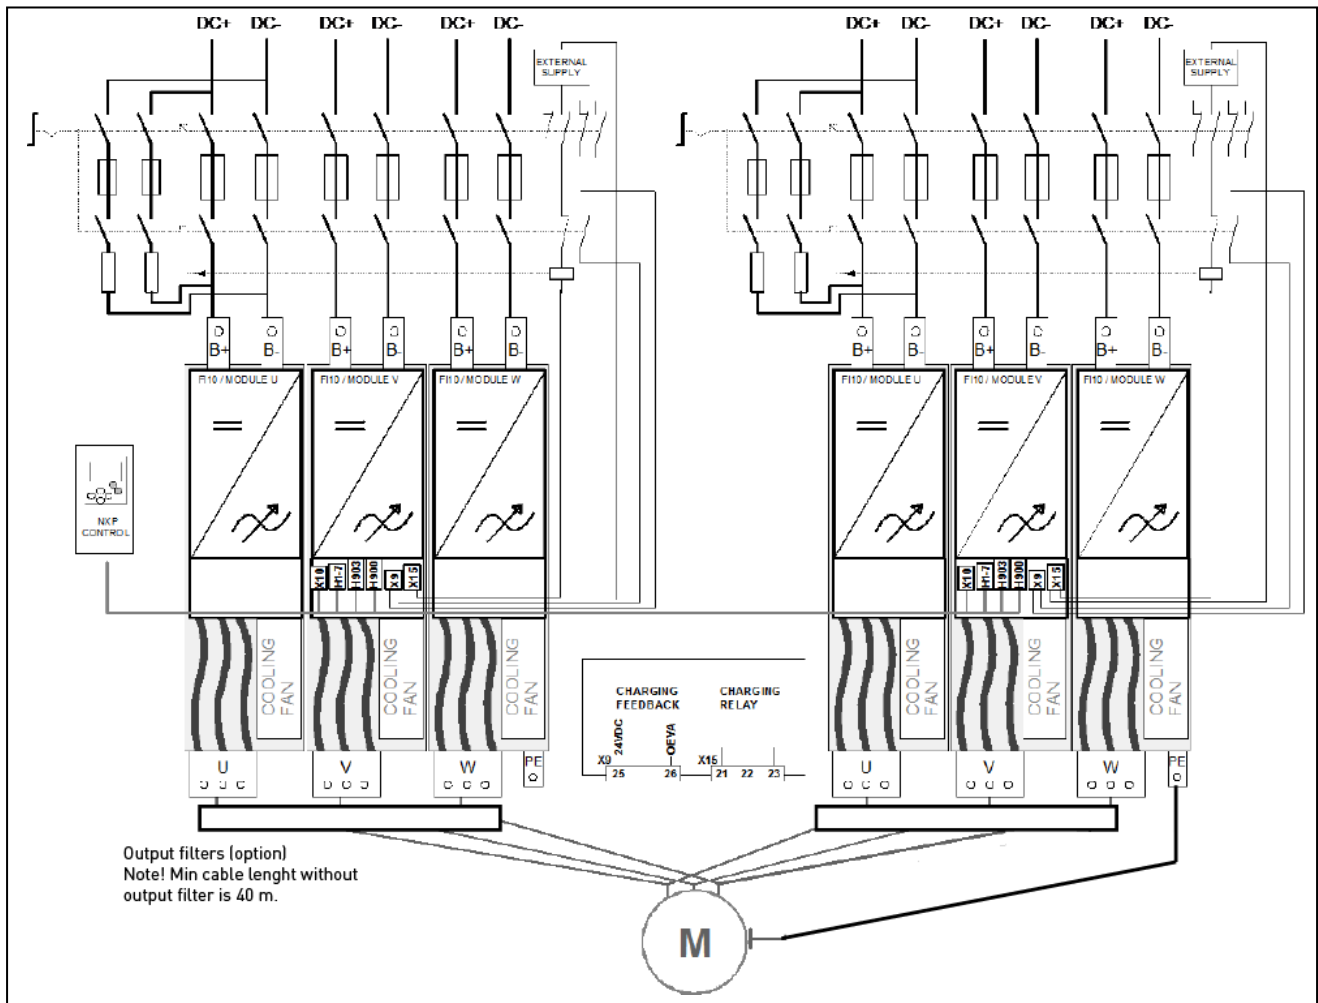 DC+ DC- DC+ DC- DC+ DC- DC+ DC- DC+ DC- DC+ DC-
EXTERNAL
SUPPLY
EXTERNAL
SUPPLY
B+ B- B+ B- B+ B- B+ B- B+ B- B+ B-
FI10 / MODULE U FI10 / MODULE V FI10 / MODULE W FI10 / MODULE U FI10 / MODULE V FI10 / MODULE W
NKP
CONTROL
X10 H1-7 H903 H900 X9 X15 X10 H1-7 H903 H900 X9 X15
COOLING
FAN
COOLING
FAN
COOLING
FAN
COOLING
FAN
COOLING
FAN
COOLING
FAN
CHARGING
FEEDBACK
CHARGING
RELAY
24VDC
OEVA
X9
25 26
X15
21 22 23
U V W PE U V W PE
Output filters (option)
Note! Min cable lenght without
output filter is 40 m.
M